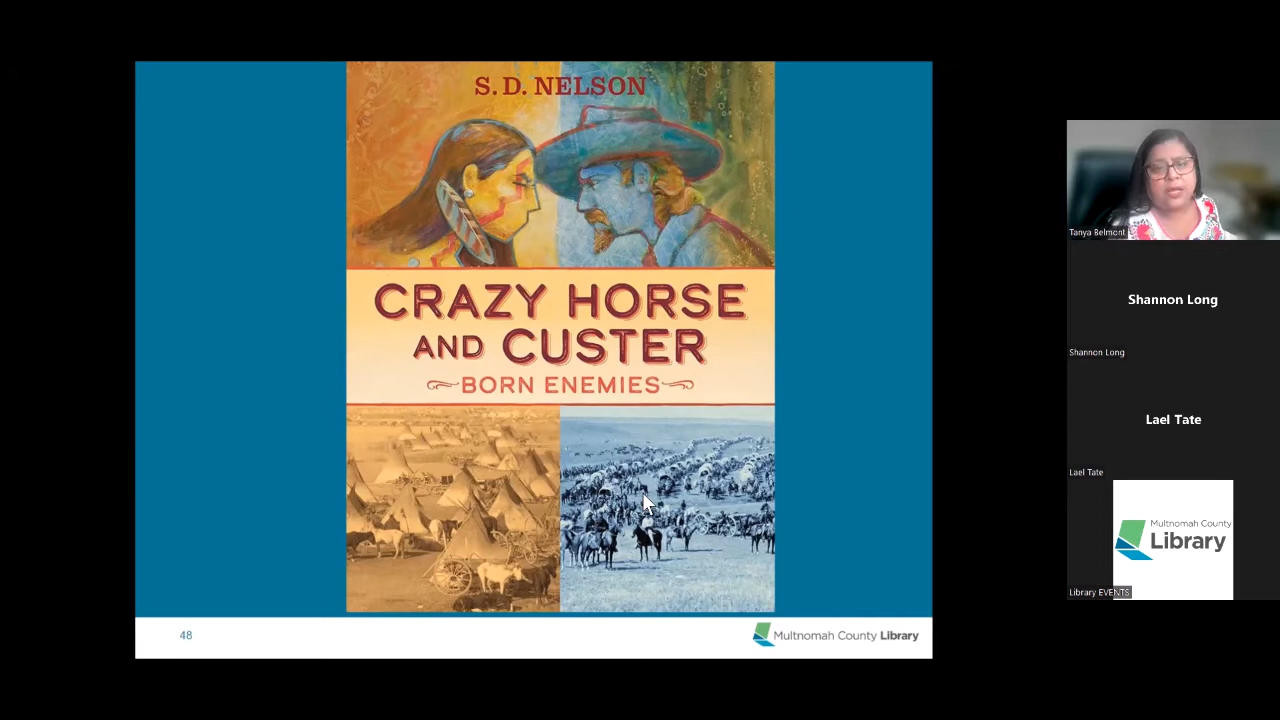 S. D. NELSON
CRAZY HORSE
AND CUSTER
BORN ENEMIES
48
Multnomah County Library
Tanya Belmont
Shannon Long
Shannon Long
Lael Tate
Lael Tate
Multnomah County
Library
Library EVENTS